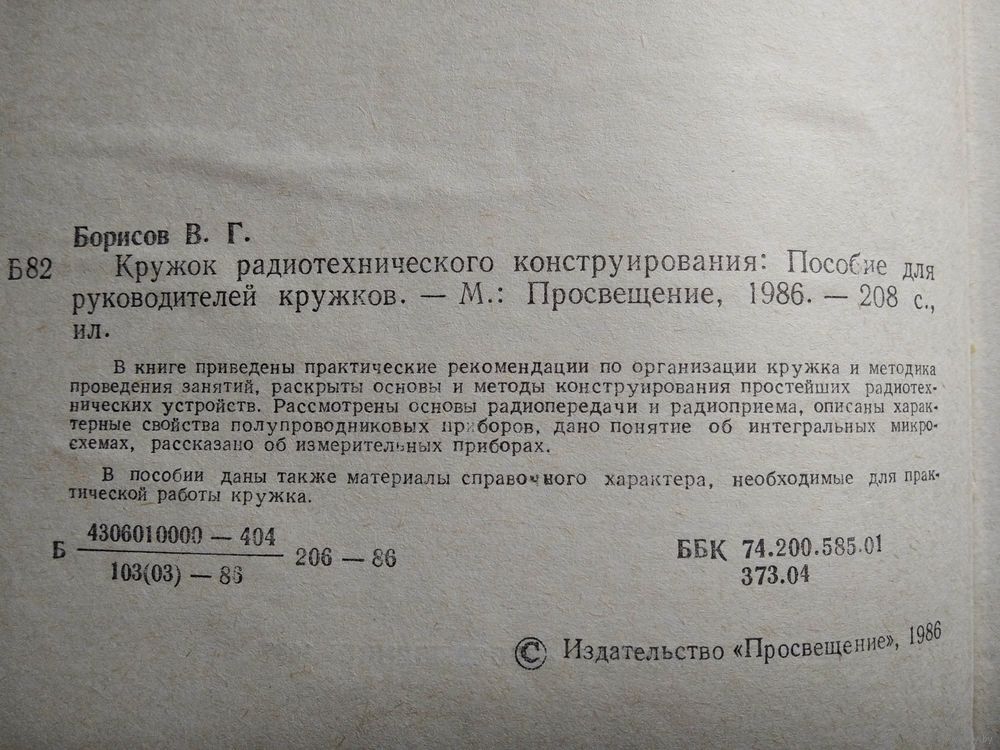 Борисов В. Г.
Б82 Кружок радиотехнического конструирования: Пособие для
руководителей кружков. — М.: Просвещение, 1986. — 208 с.,
ил.
В книге приведены практические рекомендации по организации кружка и методика
проведения занятий, раскрыты основы и методы конструирования простейших радиотех-
нических устройств. Рассмотрены основы радиопередачи и радиоприема, описаны харак-
терные свойства полупроводниковых приборов, дано понятие об интегральных микро-
схемах, рассказано об измерительных приборах.
В пособии даны также материалы справочного характера, необходимые для прак-
тической работы кружка.
4306010000 — 404
Б 206 — 86
103(03) — 86
ББК 74.200.585.01
373.04
© Издательство «Просвещение», 1986